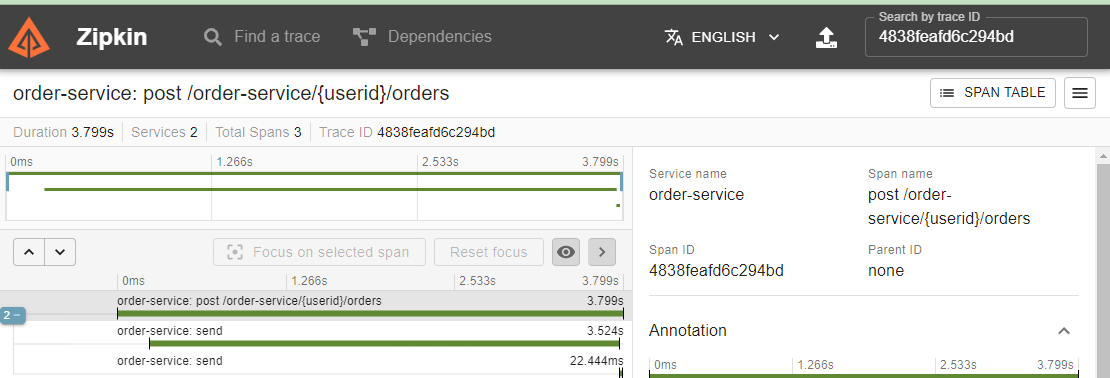 Zipkin
Find a trace
Dependencies
ENGLISH
Search by trace ID
4838feafd6c294bd
order-service: post /order-service/{userid}/orders
SPAN TABLE
Duration 3.799s Services 2 Total Spans 3 Trace ID 4838feafd6c294bd
0ms 1.266s 2.533s 3.799s
Focus on selected span
Reset focus
0ms 1.266s 2.533s 3.799s
order-service: post /order-service/{userid}/orders 3.799s
2 −
order-service: send 3.524s
order-service: send 22.444ms
Service name
order-service
Span name
post /order-
service/{userid}/orders
Span ID
4838feafd6c294bd
Parent ID
none
Annotation
0ms 1.266s 2.533s 3.799s